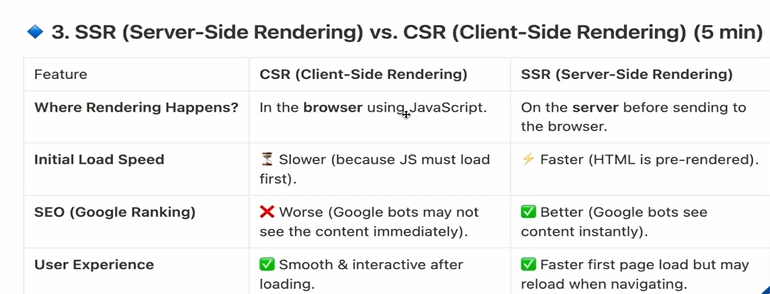 🔷 3. SSR (Server-Side Rendering) vs. CSR (Client-Side Rendering) (5 min)
Feature CSR (Client-Side Rendering) SSR (Server-Side Rendering)
Where Rendering Happens? In the browser using JavaScript. On the server before sending to
the browser.
Initial Load Speed ⏳ Slower (because JS must load ⚡ Faster (HTML is pre-rendered).
first).
SEO (Google Ranking) ❌ Worse (Google bots may not ✅ Better (Google bots see
see the content immediately). content instantly).
User Experience ✅ Smooth & interactive after ✅ Faster first page load but may
loading. reload when navigating.